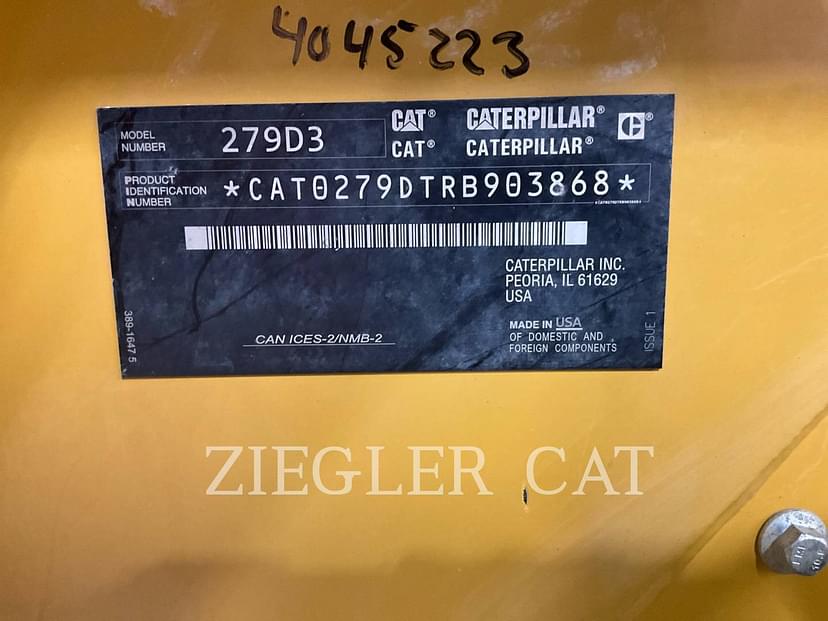 4045223
MODEL NUMBER 279D3
CAT® CATERPILLAR® C E®
CAT® CATERPILLAR®
PRODUCT IDENTIFICATION NUMBER *CAT0279DTRB903868*
CATERPILLAR INC.
PEORIA, IL 61629
USA
MADE IN USA
OF DOMESTIC AND
FOREIGN COMPONENTS
CAN ICES-2/NMB-2
389-1647 5
ISSUE 1
ZIEGLER CAT